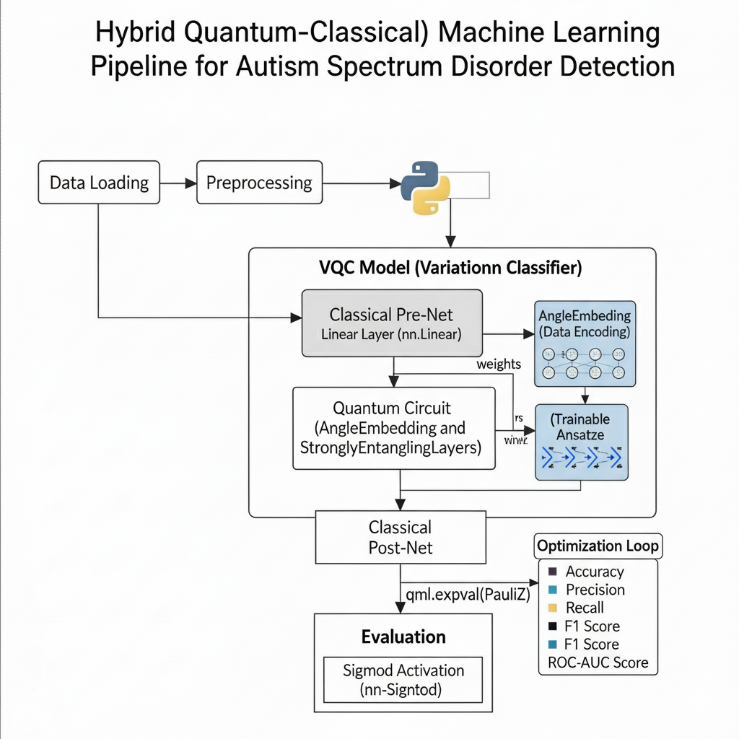 Hybrid Quantum-Classical) Machine Learning
Pipeline for Autism Spectrum Disorder Detection
Data Loading
Preprocessing
VQC Model (Variationn Classifier)
Classical Pre-Net
Linear Layer (nn.Linear)
AngleEmbeding
(Data Encoding)
weights
Quantum Circuit
(AngleEmbedding and
StronglyEntanglingLayers)
rs
(Trainable
Ansatze
Classical
Post-Net
Optimization Loop
Accuracy
Precision
Recall
F1 Score
F1 Score
ROC-AUC Score
qml.expval(PauliZ)
Evaluation
Sigmod Activation
(nn-Signtod)